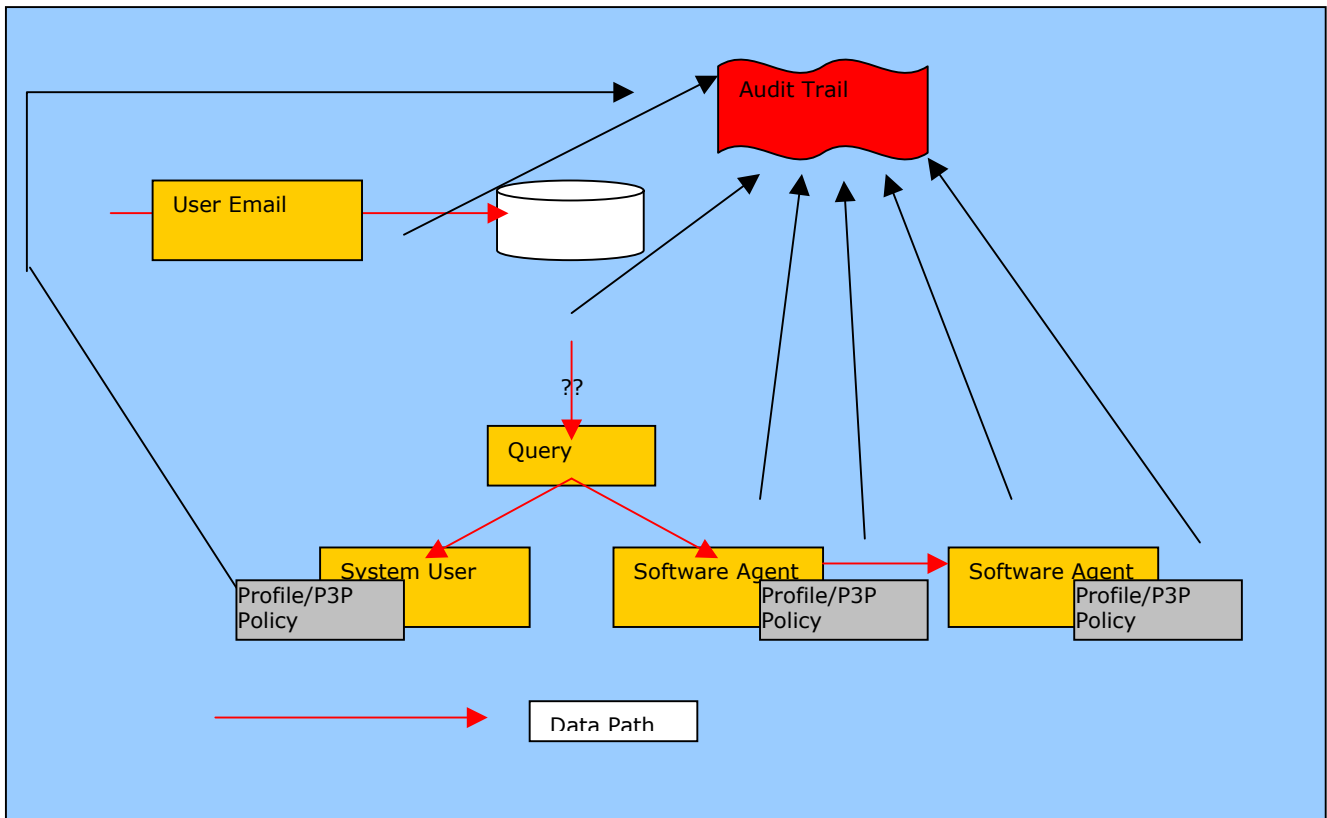 Audit Trail
User Email
??
Query
System User
Profile/P3P
Policy
Software Agent
Profile/P3P
Policy
Software Agent
Profile/P3P
Policy
Data Path